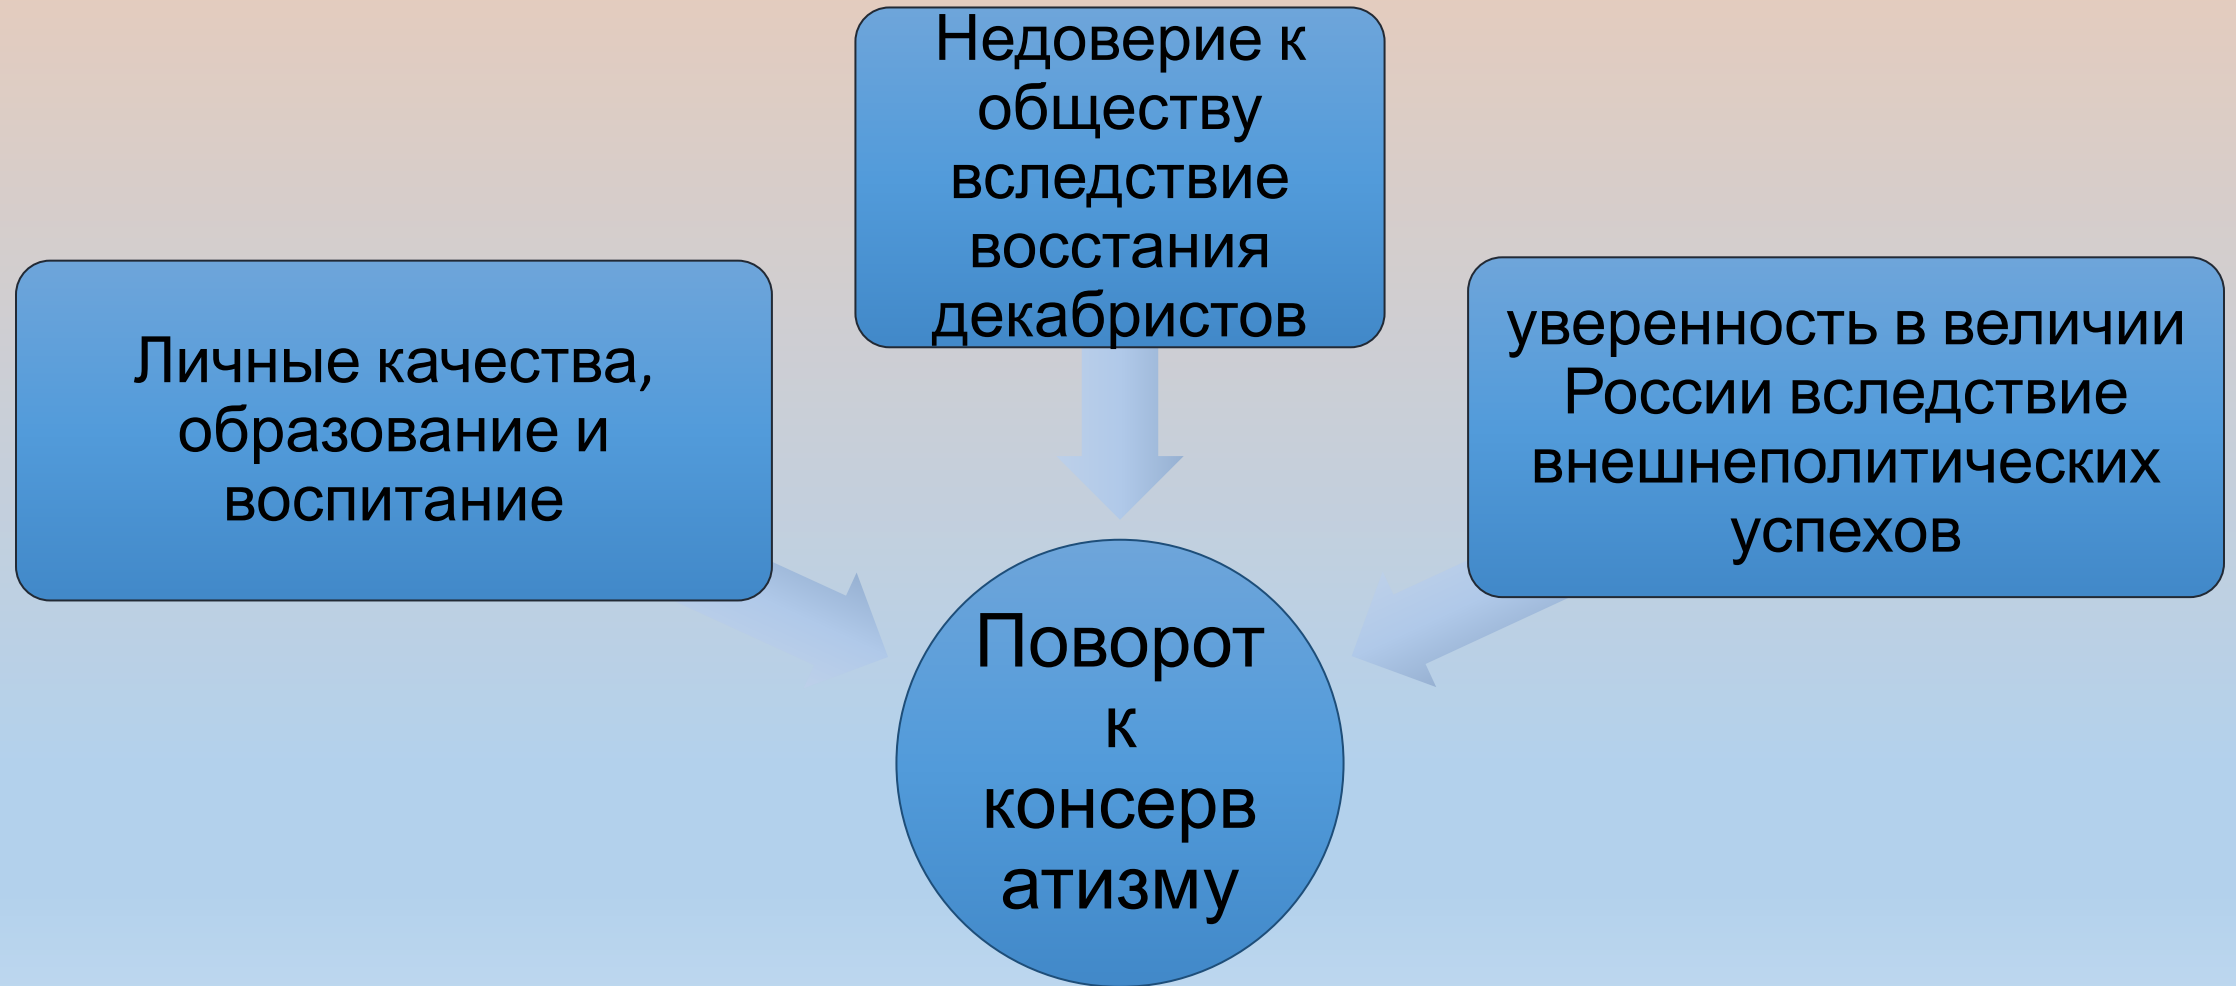 Недоверие к
обществу
вследствие
восстания
декабристов
Личные качества,
образование и
воспитание
уверенность в величии
России вследствие
внешнеполитических
успехов
Поворот
к
консерв
атизму